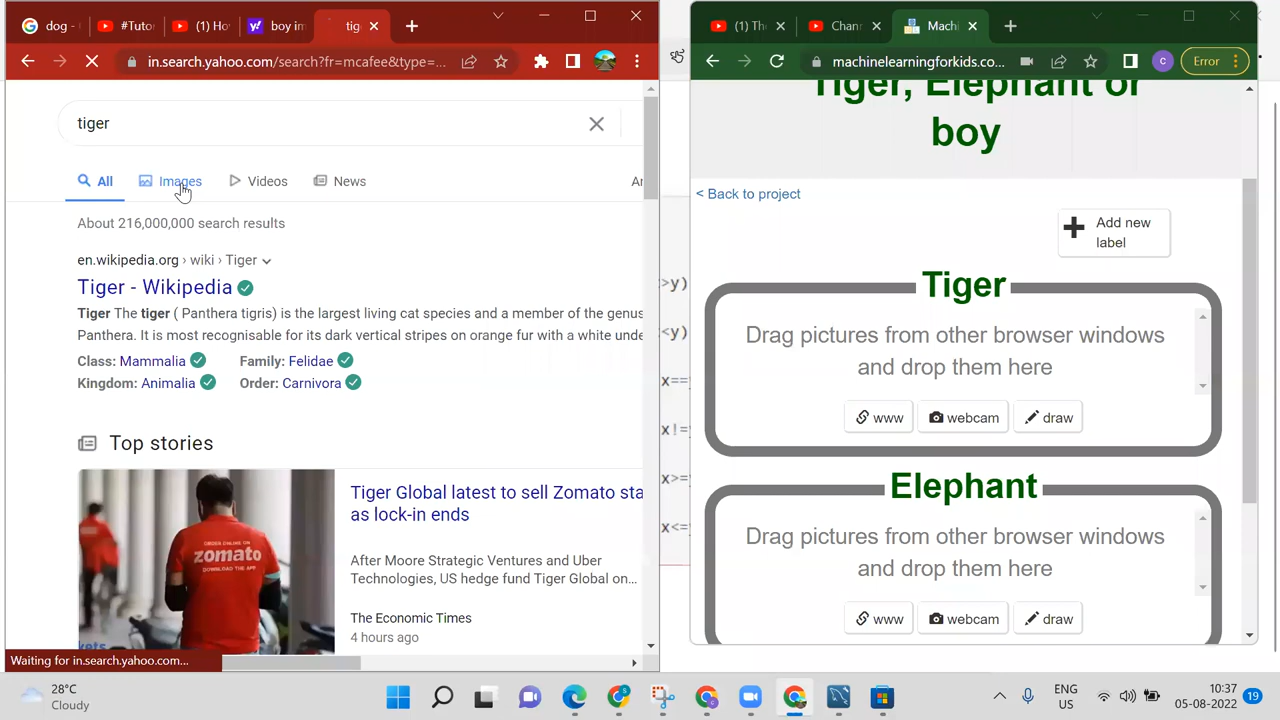 dog -
#Tutor
(1) Ho
boy im
tig
in.search.yahoo.com/search?fr=mcafee&type=...
tiger
All
Images
Videos
News
About 216,000,000 search results
en.wikipedia.org › wiki › Tiger
Tiger - Wikipedia
Tiger The tiger ( Panthera tigris) is the largest living cat species and a member of the genus
Panthera. It is most recognisable for its dark vertical stripes on orange fur with a white unde
Class: Mammalia Family: Felidae
Kingdom: Animalia Order: Carnivora
Top stories
zomato
Tiger Global latest to sell Zomato sta
as lock-in ends
After Moore Strategic Ventures and Uber
Technologies, US hedge fund Tiger Global on...
The Economic Times
4 hours ago
Waiting for in.search.yahoo.com...
(1) The
Chann
Machi
machinelearningforkids.co...
Error
Tiger, Elephant or
boy
< Back to project
Add new
label
Tiger
Drag pictures from other browser windows
and drop them here
www
webcam
draw
Elephant
Drag pictures from other browser windows
and drop them here
www
webcam
draw
>y)
<y)
x==y
x!=y
x>=y
x<=y
28°C
Cloudy
ENG
US
10:37
05-08-2022
19